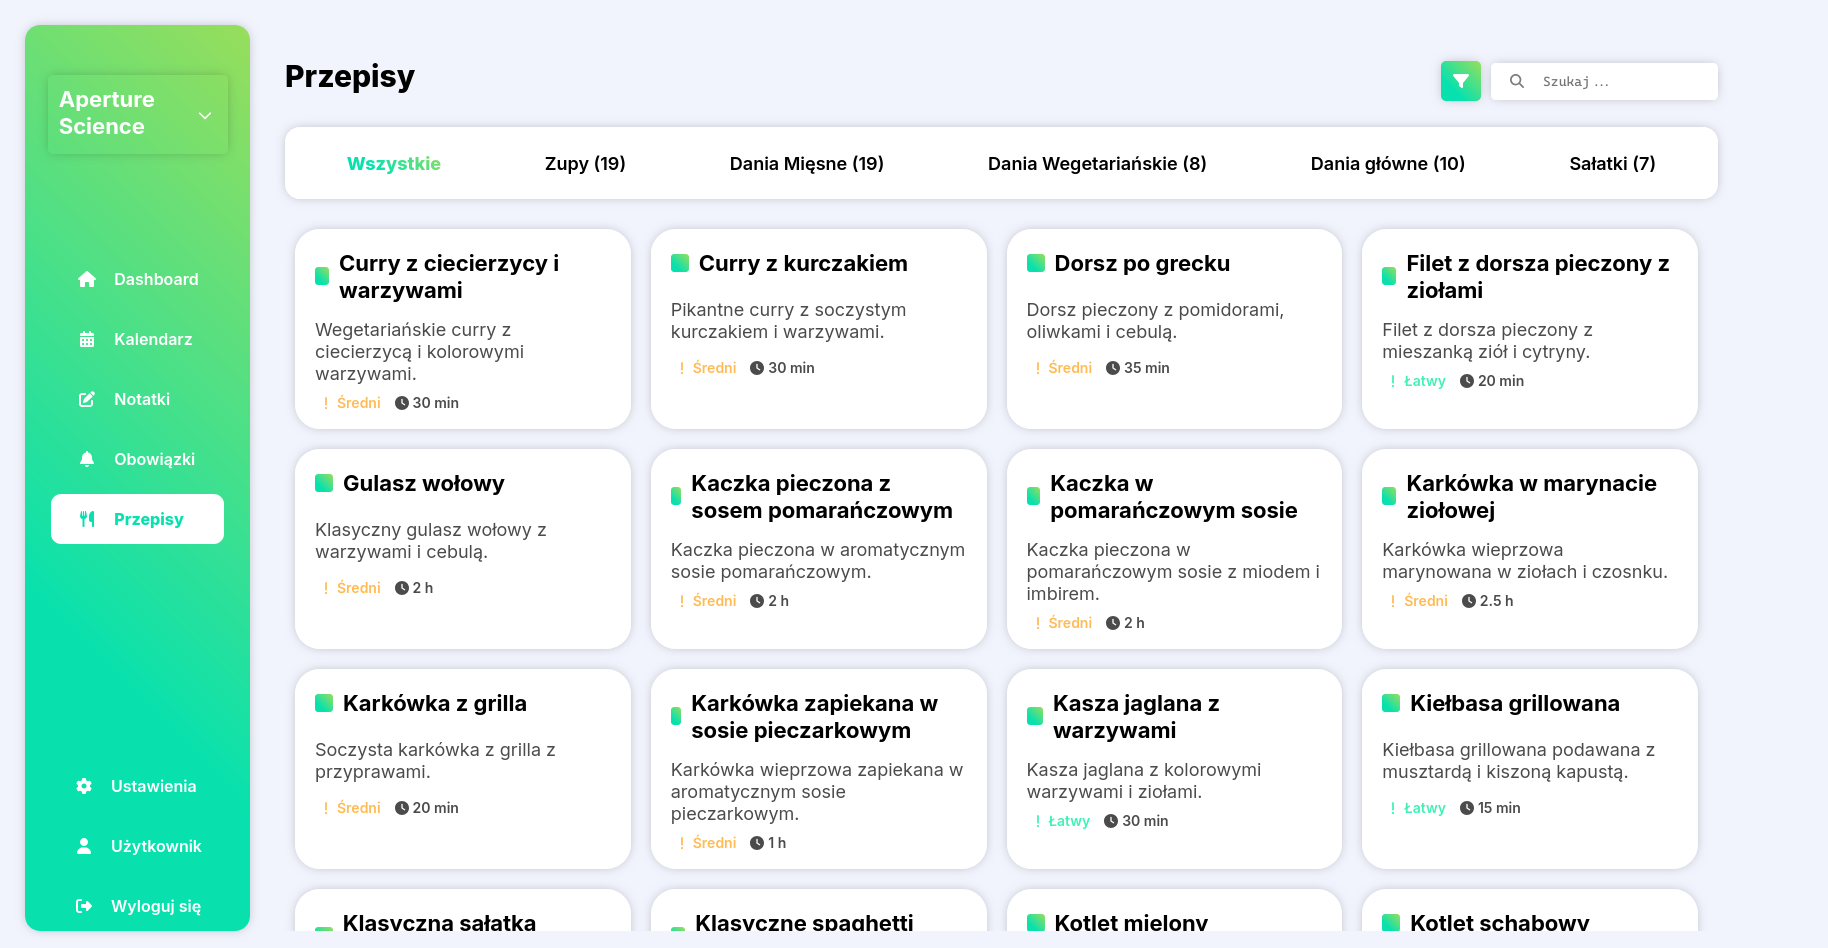 Aperture
Science
Dashboard
Kalendarz
Notatki
Obowiązki
Przepisy
Ustawienia
Użytkownik
Wyloguj się
Przepisy
Szukaj ...
Wszystkie
Zupy (19)
Dania Mięsne (19)
Dania Wegetariańskie (8)
Dania główne (10)
Sałatki (7)
Curry z ciecierzycy i
warzywami
Wegetariańskie curry z
ciecierzycą i kolorowymi
warzywami.
! Średni 30 min
Curry z kurczakiem
Pikantne curry z soczystym
kurczakiem i warzywami.
! Średni 30 min
Dorsz po grecku
Dorsz pieczony z pomidorami,
oliwkami i cebulą.
! Średni 35 min
Filet z dorsza pieczony z
ziołami
Filet z dorsza pieczony z
mieszanką ziół i cytryny.
! Łatwy 20 min
Gulasz wołowy
Klasyczny gulasz wołowy z
warzywami i cebulą.
! Średni 2 h
Kaczka pieczona z
sosem pomarańczowym
Kaczka pieczona w aromatycznym
sosie pomarańczowym.
! Średni 2 h
Kaczka w
pomarańczowym sosie
Kaczka pieczona w
pomarańczowym sosie z miodem i
imbirem.
! Średni 2 h
Karkówka w marynacie
ziołowej
Karkówka wieprzowa
marynowana w ziołach i czosnku.
! Średni 2.5 h
Karkówka z grilla
Soczysta karkówka z grilla z
przyprawami.
! Średni 20 min
Karkówka zapiekana w
sosie pieczarkowym
Karkówka wieprzowa zapiekana w
aromatycznym sosie
pieczarkowym.
! Średni 1 h
Kasza jaglana z
warzywami
Kasza jaglana z kolorowymi
warzywami i ziołami.
! Łatwy 30 min
Kiełbasa grillowana
Kiełbasa grillowana podawana z
musztardą i kiszoną kapustą.
! Łatwy 15 min
Klasyczna sałatka
Klasyczne spaghetti
Kotlet mielony
Kotlet schabowy